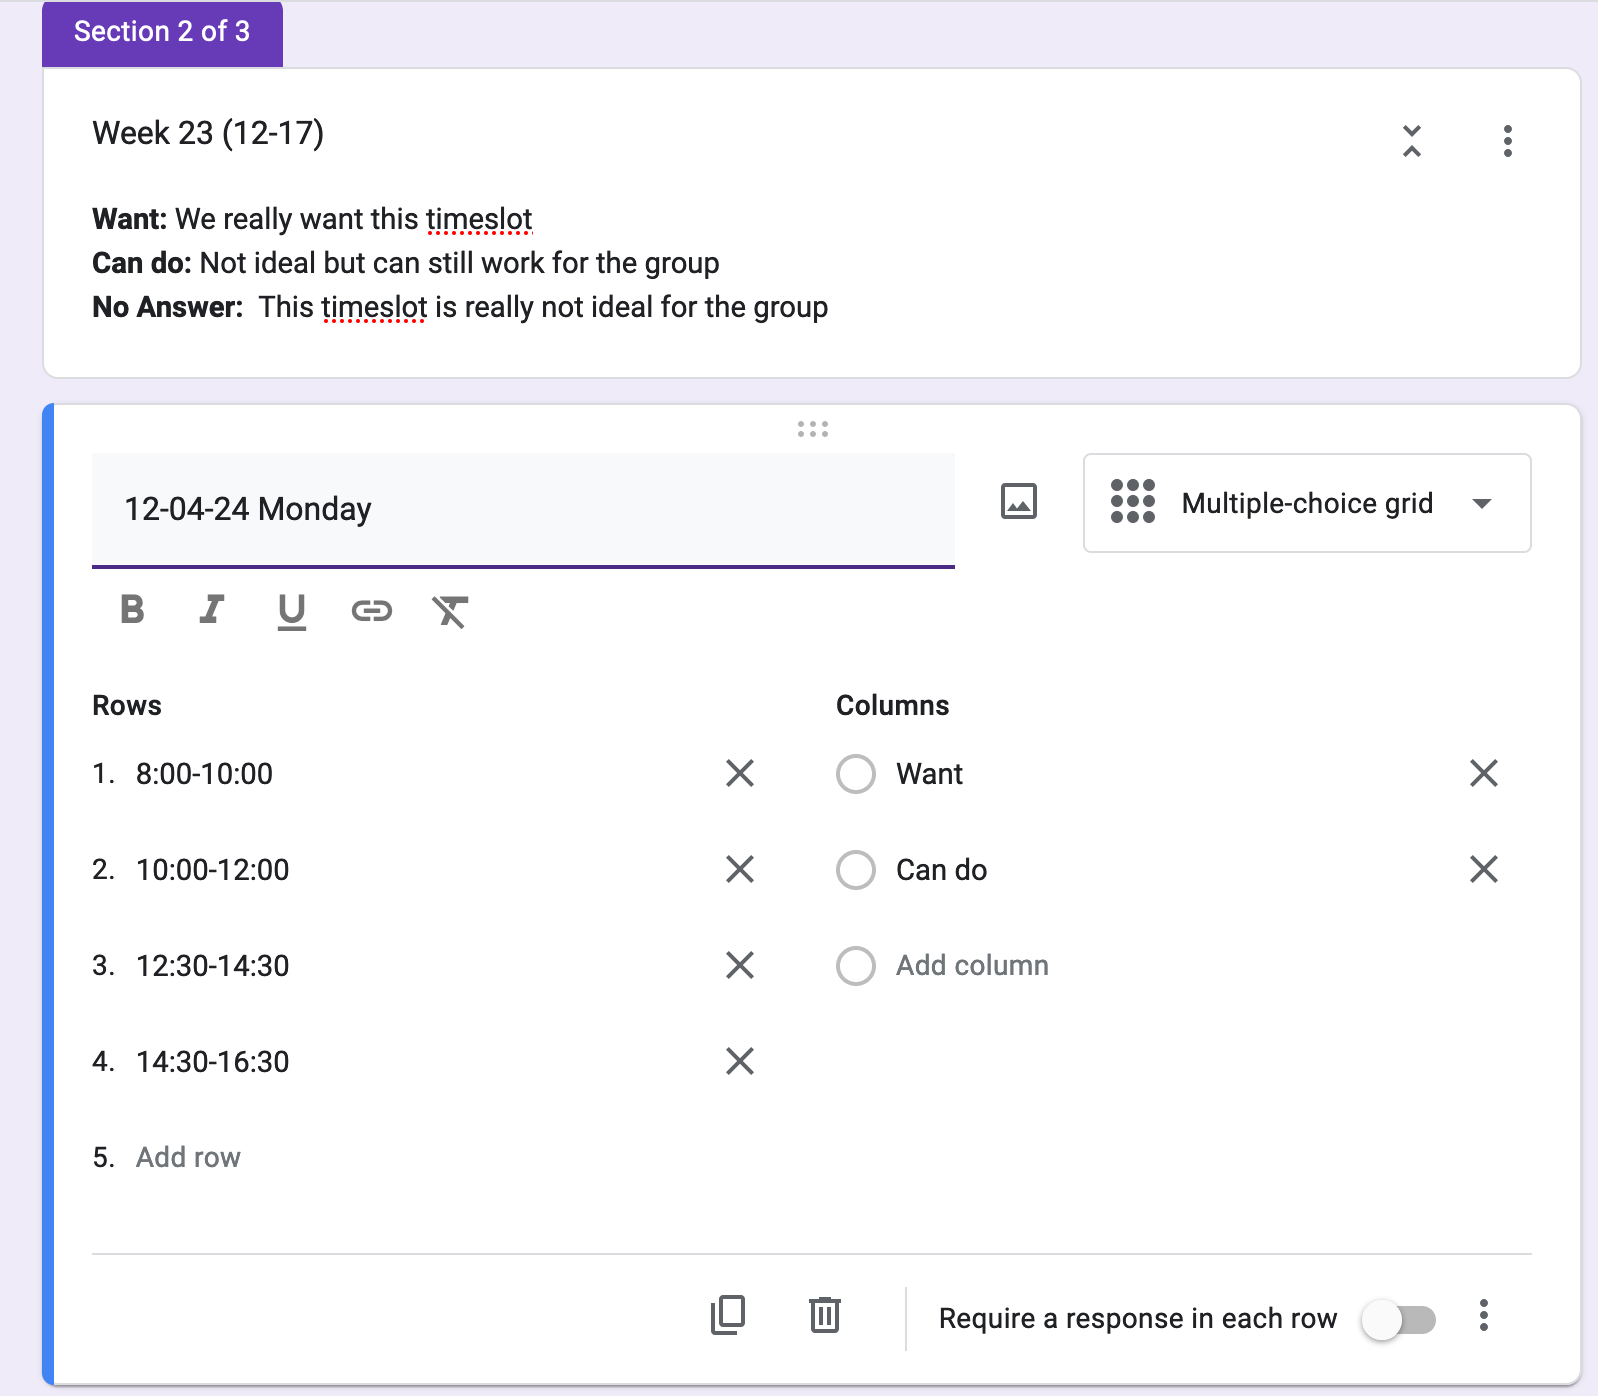 Section 2 of 3
Week 23 (12-17)
Want: We really want this timeslot
Can do: Not ideal but can still work for the group
No Answer:  This timeslot is really not ideal for the group
12-04-24 Monday
Multiple-choice grid
B I U
Rows
Columns
1. 8:00-10:00
Want
2. 10:00-12:00
Can do
3. 12:30-14:30
Add column
4. 14:30-16:30
5. Add row
Require a response in each row